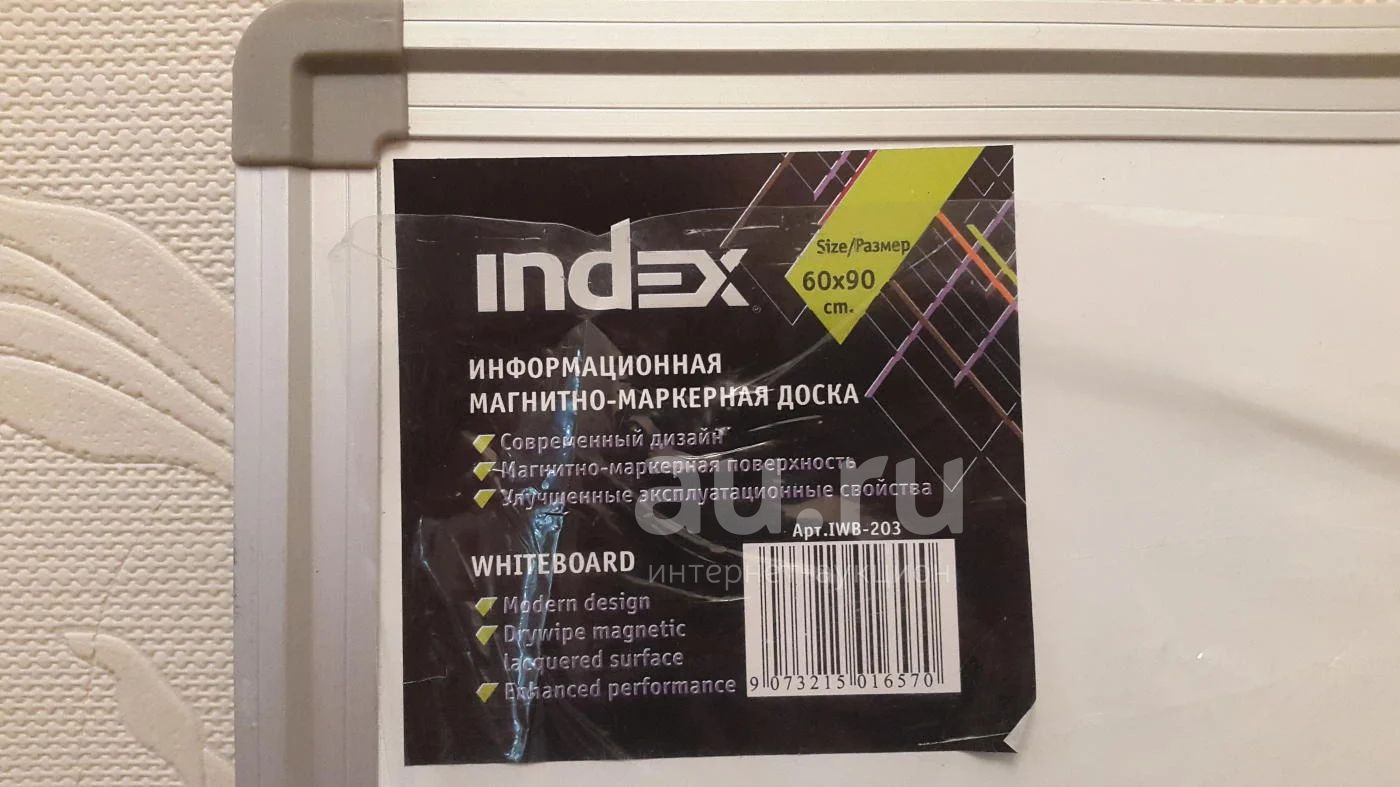 index
Size/Размер
60x90
cm.
ИНФОРМАЦИОННАЯ
МАГНИТНО-МАРКЕРНАЯ ДОСКА
Современный дизайн
Магнитно-маркерная поверхность
Улучшенные эксплуатационные свойства
au.ru
интернет-аукцион
Арт.IWB-203
WHITEBOARD
Modern design
Drywipe magnetic
lacquered surface
Enhanced performance
9 073215 016570